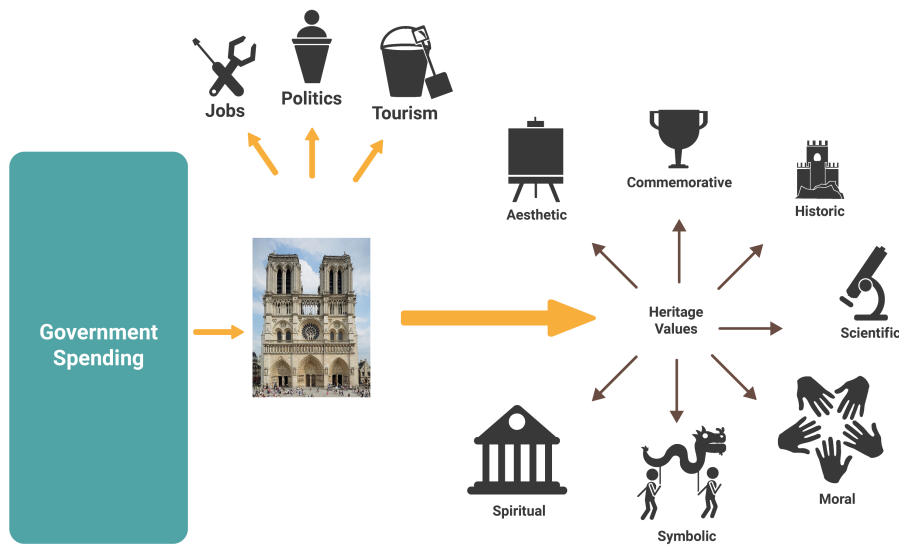 Jobs
Politics
Tourism
Government
Spending
Aesthetic
Commemorative
Historic
Heritage
Values
Scientific
Spiritual
Symbolic
Moral